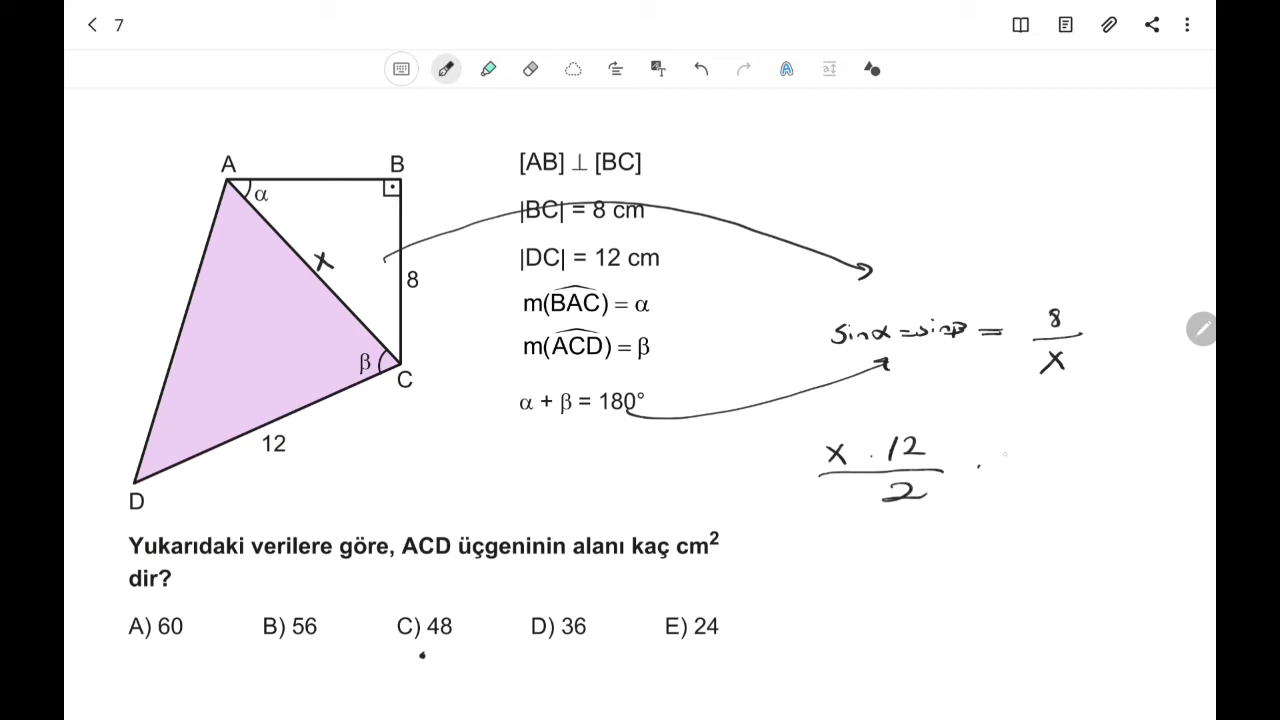 7
A
B
α
x
8
β
C
12
D
[AB] ⊥ [BC]
|BC| = 8 cm
|DC| = 12 cm
m(BAC) = α
m(ACD) = β
α + β = 180°
sinα = sinβ = 8/x
x . 12 / 2 .
Yukarıdaki verilere göre, ACD üçgeninin alanı kaç cm²
dir?
A) 60 B) 56 C) 48 D) 36 E) 24